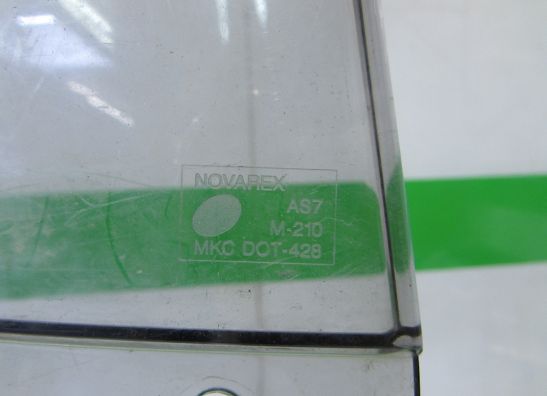 NOVAREX
AS7
M-210
MKC DOT-428